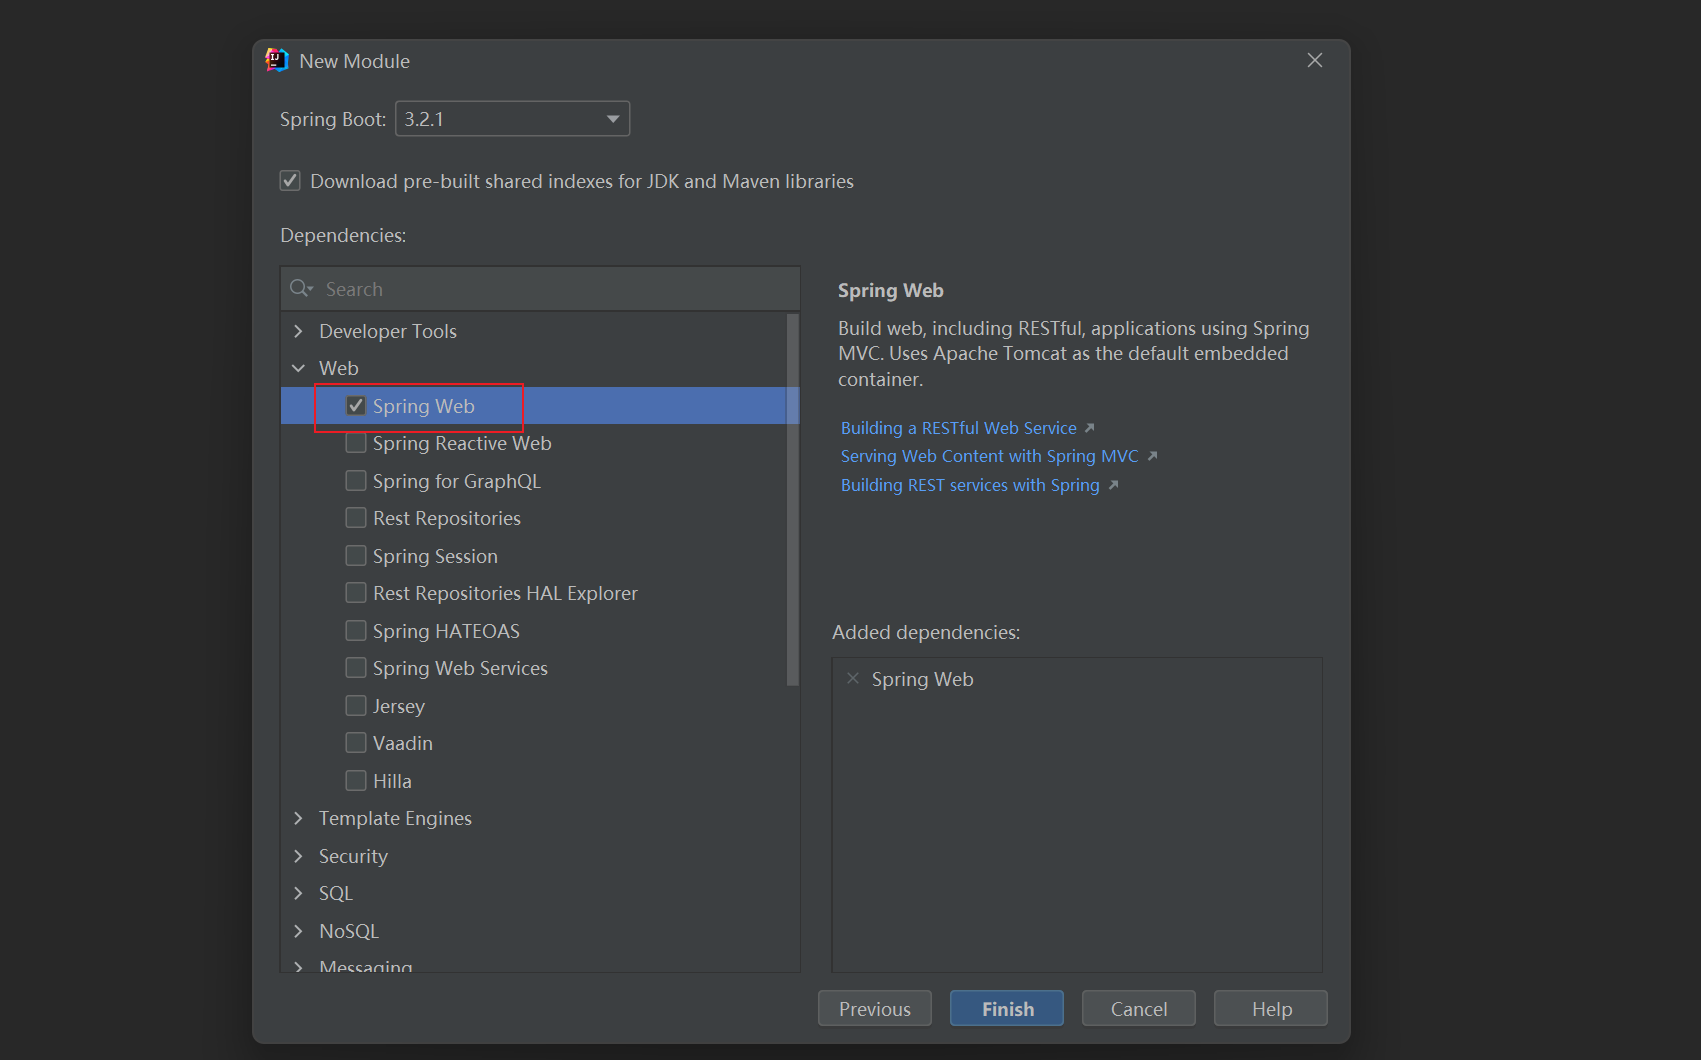 New Module
Spring Boot: 3.2.1
Download pre-built shared indexes for JDK and Maven libraries
Dependencies:
Search
Developer Tools
Web
Spring Web
Spring Reactive Web
Spring for GraphQL
Rest Repositories
Spring Session
Rest Repositories HAL Explorer
Spring HATEOAS
Spring Web Services
Jersey
Vaadin
Hilla
Template Engines
Security
SQL
NoSQL
Messaging
Spring Web
Build web, including RESTful, applications using Spring
MVC. Uses Apache Tomcat as the default embedded
container.
Building a RESTful Web Service
Serving Web Content with Spring MVC
Building REST services with Spring
Added dependencies:
Spring Web
Previous
Finish
Cancel
Help